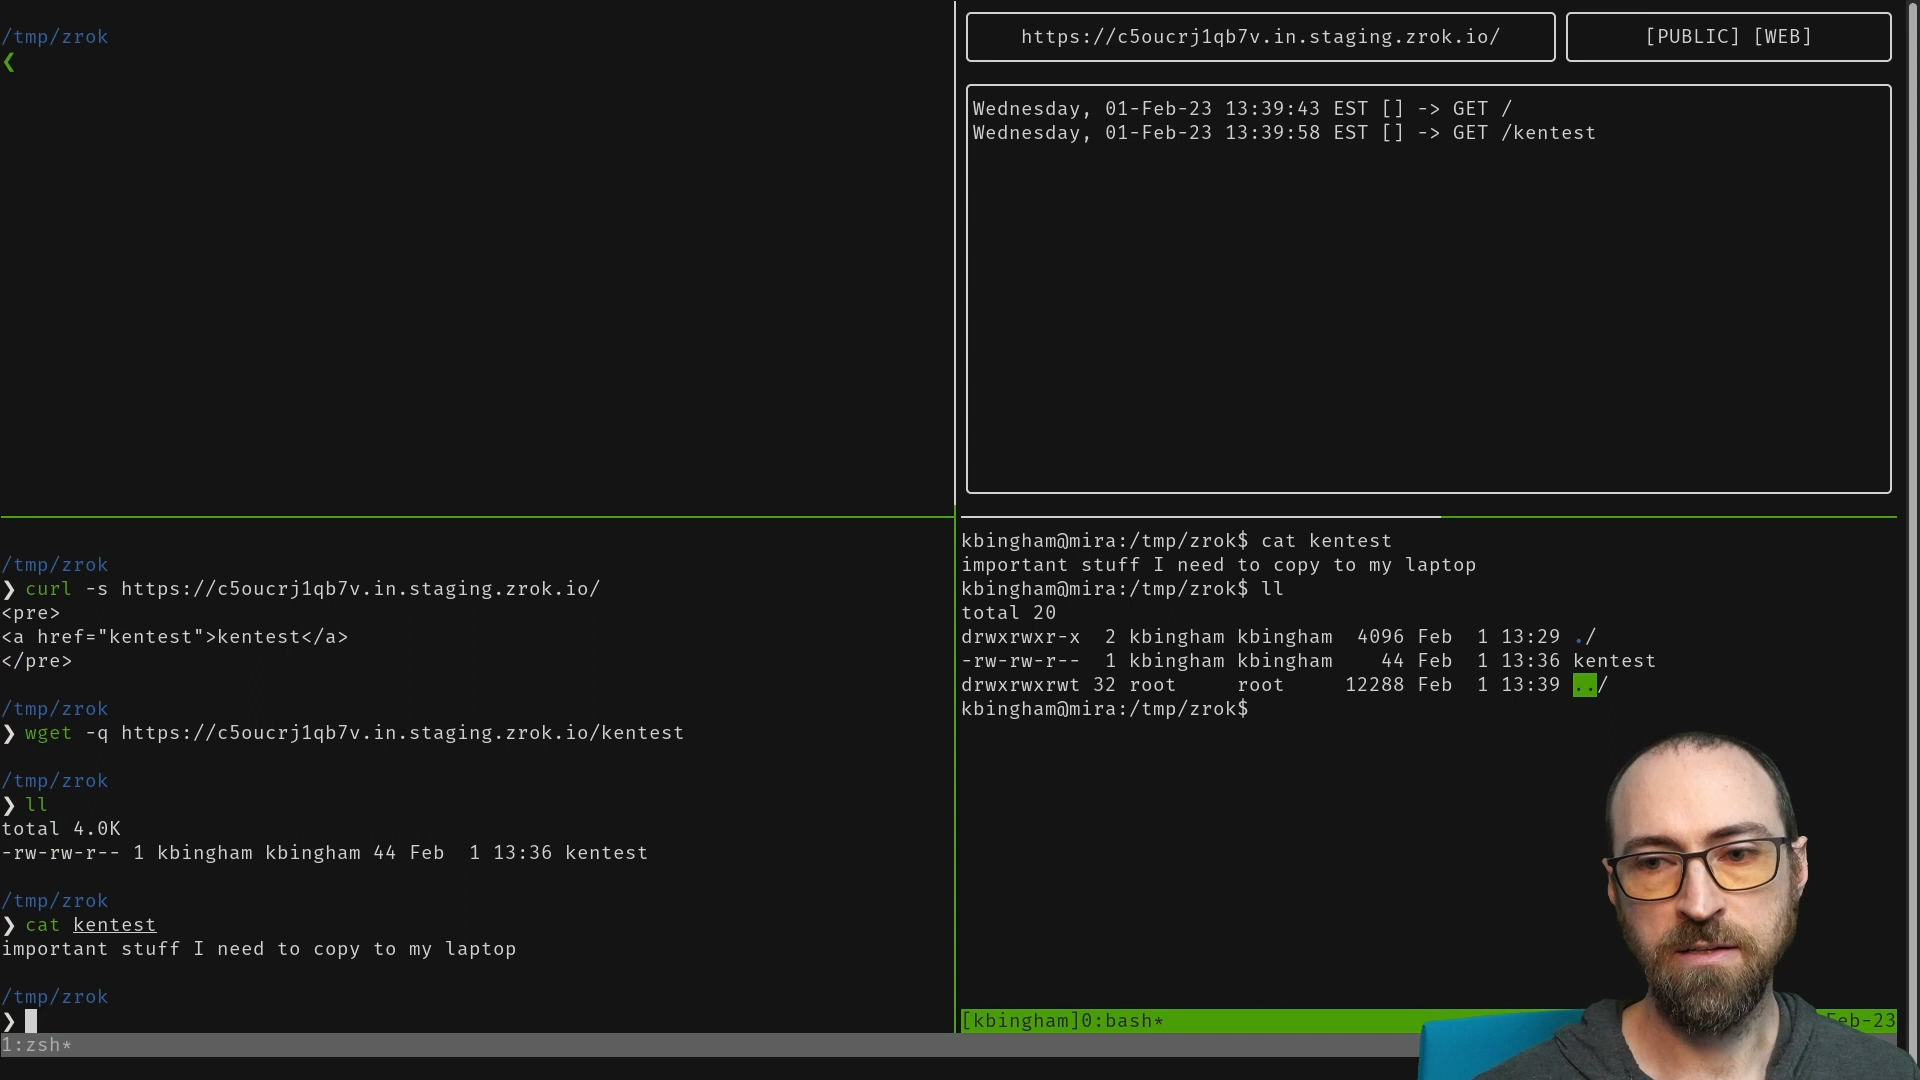 /tmp/zrok
❮
https://c5oucrj1qb7v.in.staging.zrok.io/
[PUBLIC] [WEB]
Wednesday, 01-Feb-23 13:39:43 EST [] -> GET /
Wednesday, 01-Feb-23 13:39:58 EST [] -> GET /kentest
/tmp/zrok
❯ curl -s https://c5oucrj1qb7v.in.staging.zrok.io/
<pre>
<a href="kentest">kentest</a>
</pre>
/tmp/zrok
❯ wget -q https://c5oucrj1qb7v.in.staging.zrok.io/kentest
/tmp/zrok
❯ ll
total 4.0K
-rw-rw-r-- 1 kbingham kbingham 44 Feb  1 13:36 kentest
/tmp/zrok
❯ cat kentest
important stuff I need to copy to my laptop
/tmp/zrok
❯
kbingham@mira:/tmp/zrok$ cat kentest
important stuff I need to copy to my laptop
kbingham@mira:/tmp/zrok$ ll
total 20
drwxrwxr-x  2 kbingham kbingham  4096 Feb  1 13:29 ./
-rw-rw-r--  1 kbingham kbingham    44 Feb  1 13:36 kentest
drwxrwxrwt 32 root     root     12288 Feb  1 13:39 ../
kbingham@mira:/tmp/zrok$
[kbingham]0:bash*
Feb-23
1:zsh*